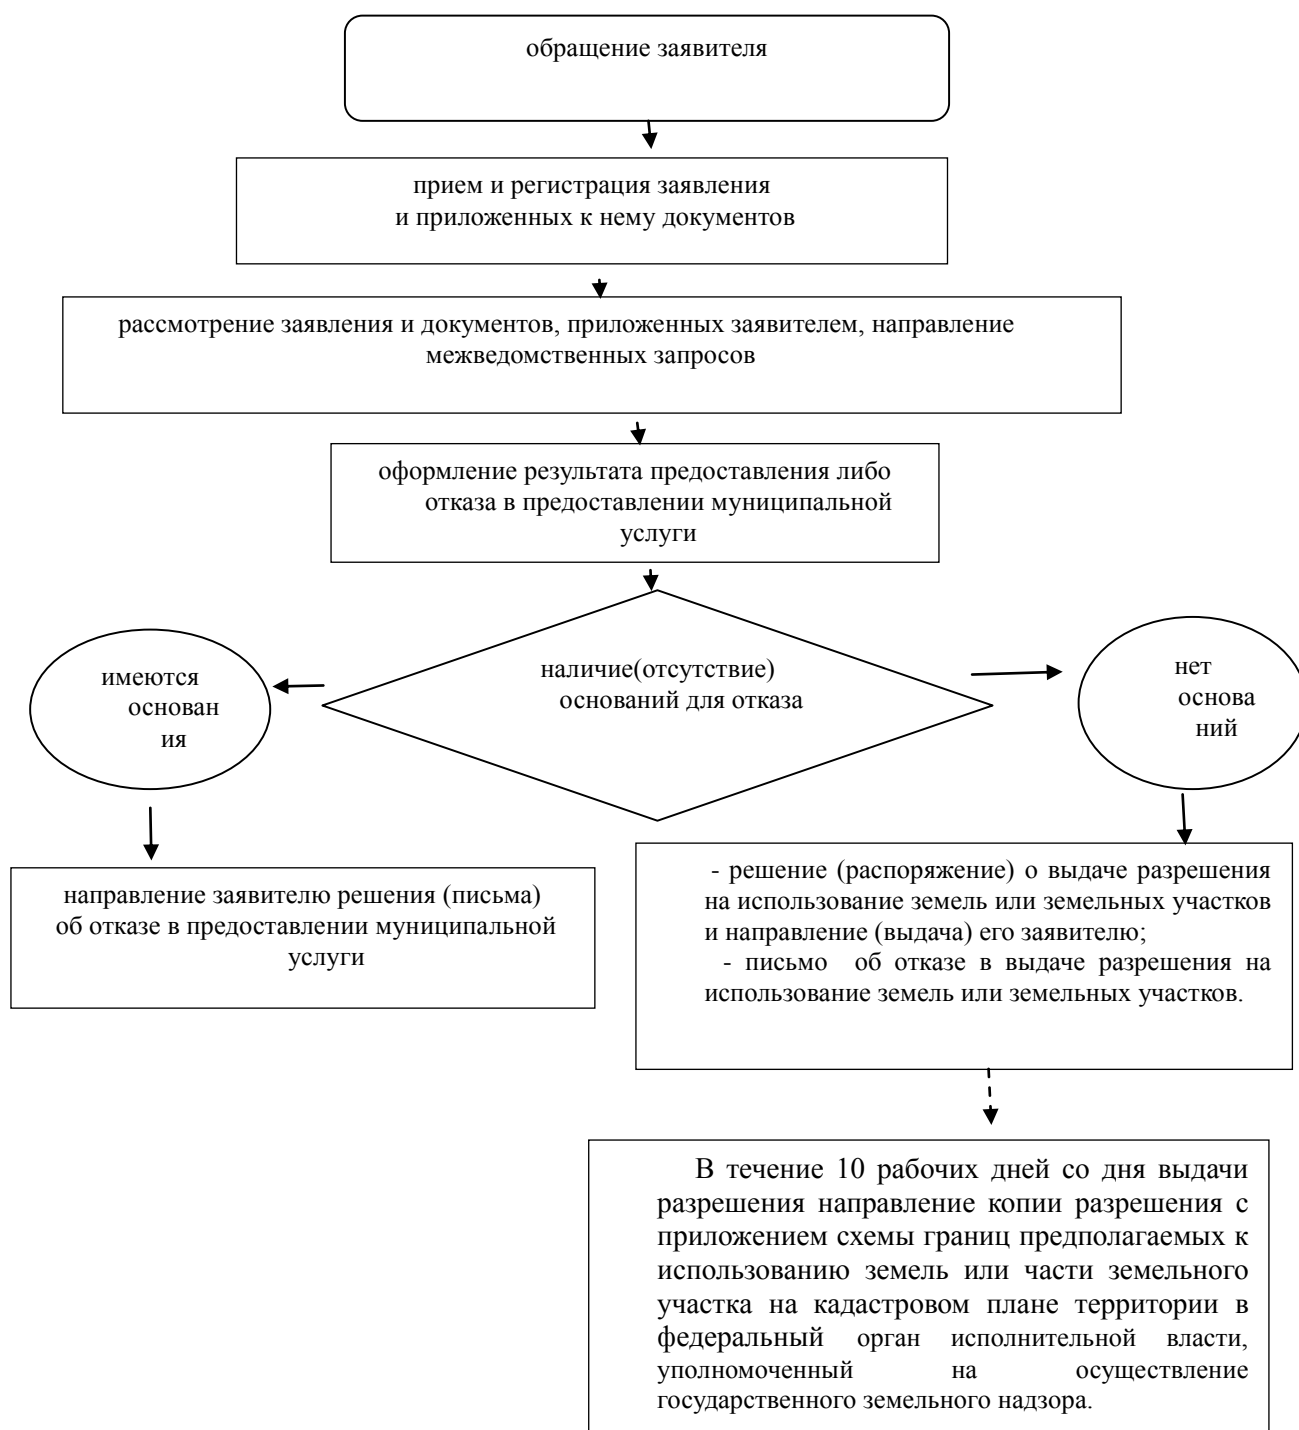 обращение заявителя
прием и регистрация заявления
и приложенных к нему документов
рассмотрение заявления и документов, приложенных заявителем, направление
межведомственных запросов
оформление результата предоставления либо
отказа в предоставлении муниципальной
услуги
наличие(отсутствие)
оснований для отказа
имеются
основан
ия
нет
основа
ний
направление заявителю решения (письма)
об отказе в предоставлении муниципальной
услуги
- решение (распоряжение) о выдаче разрешения
на использование земель или земельных участков
и направление (выдача) его заявителю;
- письмо об отказе в выдаче разрешения на
использование земель или земельных участков.
В течение 10 рабочих дней со дня выдачи
разрешения направление копии разрешения с
приложением схемы границ предполагаемых к
использованию земель или части земельного
участка на кадастровом плане территории в
федеральный орган исполнительной власти,
уполномоченный на осуществление
государственного земельного надзора.